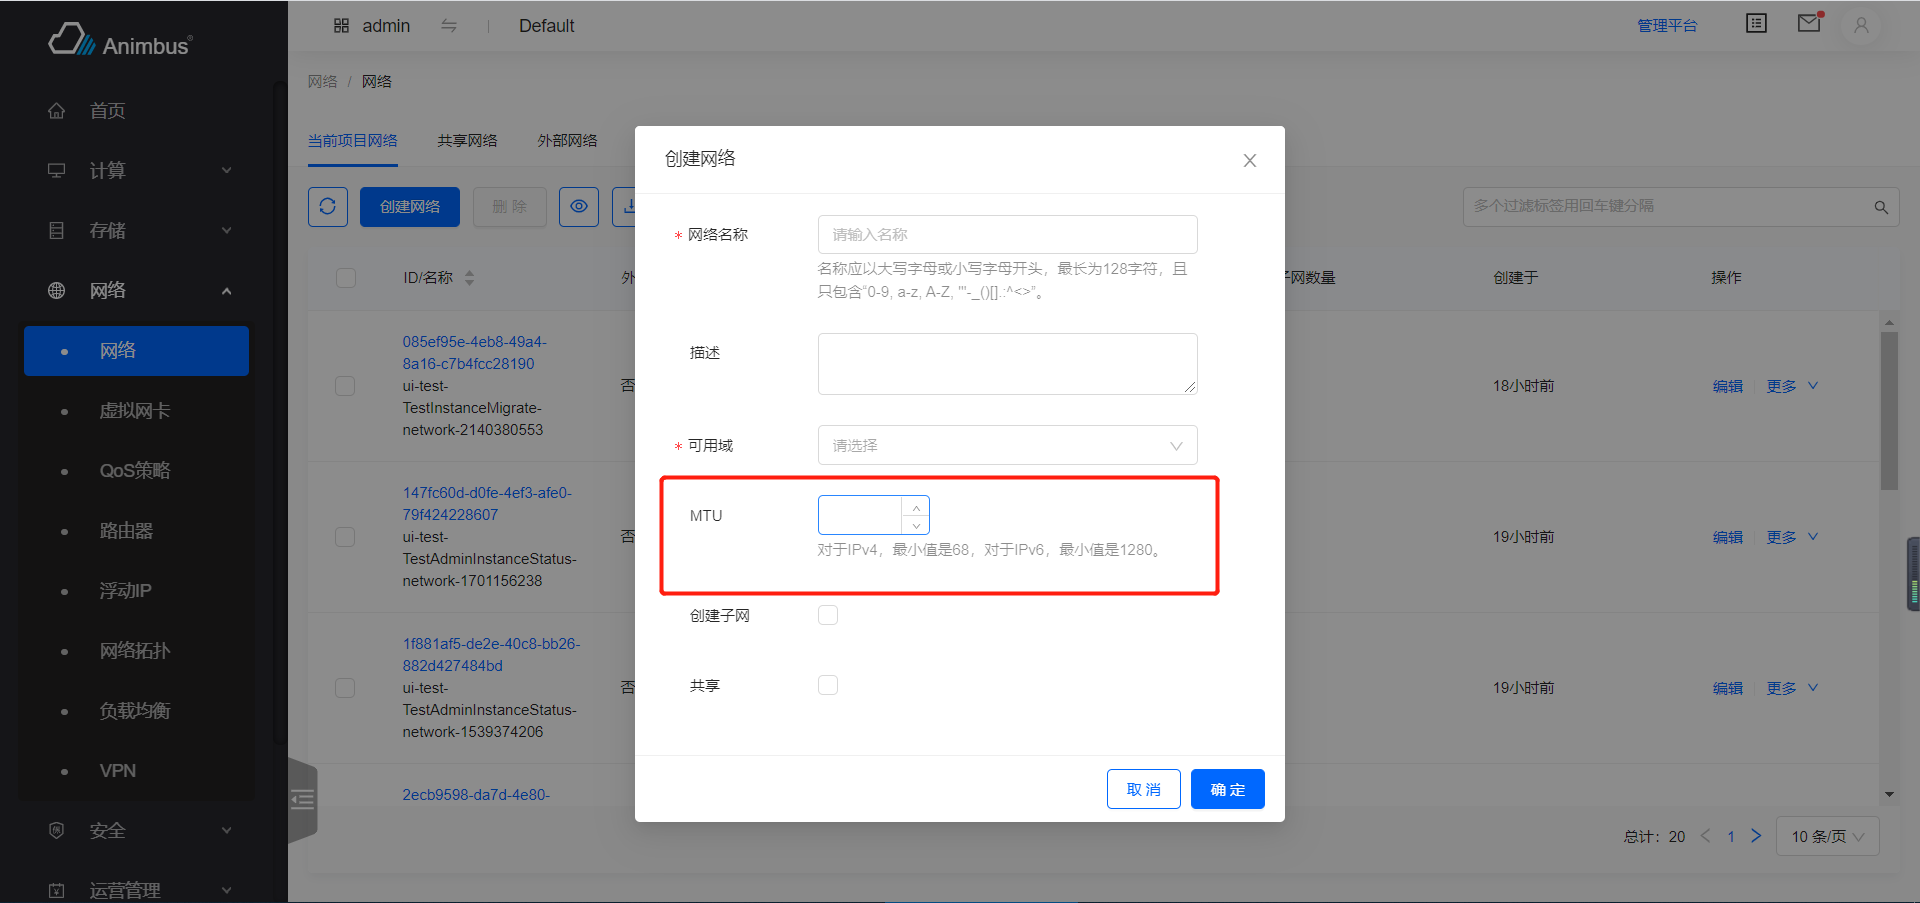 Animbus®
admin
Default
管理平台
首页
计算
存储
网络
网络
虚拟网卡
QoS策略
路由器
浮动IP
网络拓扑
负载均衡
VPN
安全
运营管理
网络 / 网络
当前项目网络
共享网络
外部网络
创建网络
删 除
多个过滤标签用回车键分隔
ID/名称
外
子网数量
创建于
操作
085ef95e-4eb8-49a4-
8a16-c7b4fcc28190
ui-test-
TestInstanceMigrate-
network-2140380553
否
18小时前
编辑
更多
147fc60d-d0fe-4ef3-afe0-
79f424228607
ui-test-
TestAdminInstanceStatus-
network-1701156238
否
19小时前
编辑
更多
1f881af5-de2e-40c8-bb26-
882d427484bd
ui-test-
TestAdminInstanceStatus-
network-1539374206
否
19小时前
编辑
更多
2ecb9598-da7d-4e80-
总计：20
1
10 条/页
创建网络
* 网络名称
请输入名称
名称应以大写字母或小写字母开头，最长为128字符，且
只包含“0-9, a-z, A-Z, "'-_()[].:^<>”。
描述
* 可用域
请选择
MTU
对于IPv4，最小值是68，对于IPv6，最小值是1280。
创建子网
共享
取 消
确 定